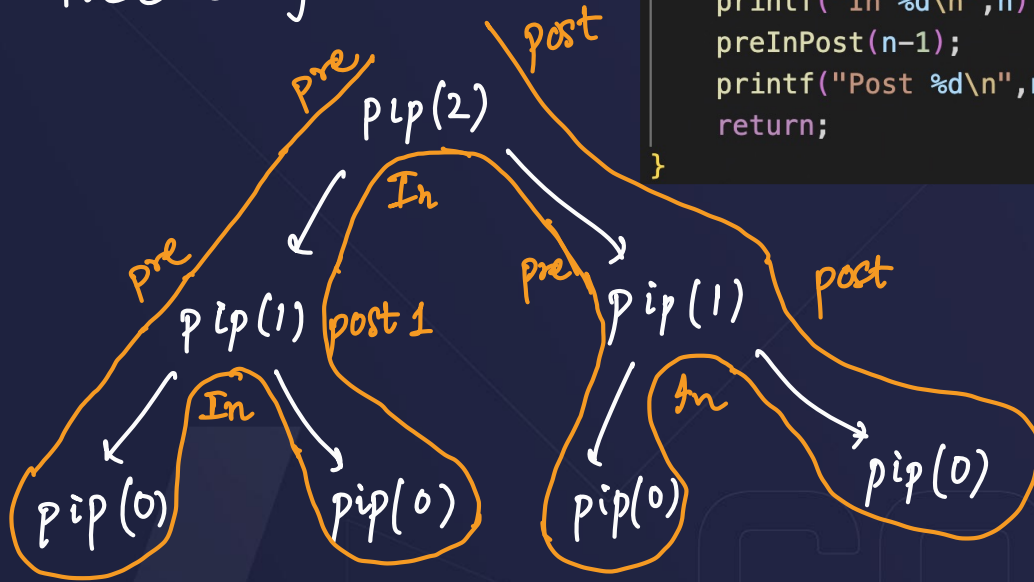 printf("In %d\n",n)
preInPost(n-1);
printf("Post %d\n",
return;
}
pre
post
pip(2)
In
pre
pre
post
pip(1)
post 1
pip(1)
In
In
pip(0)
pip(0)
pip(0)
pip(0)